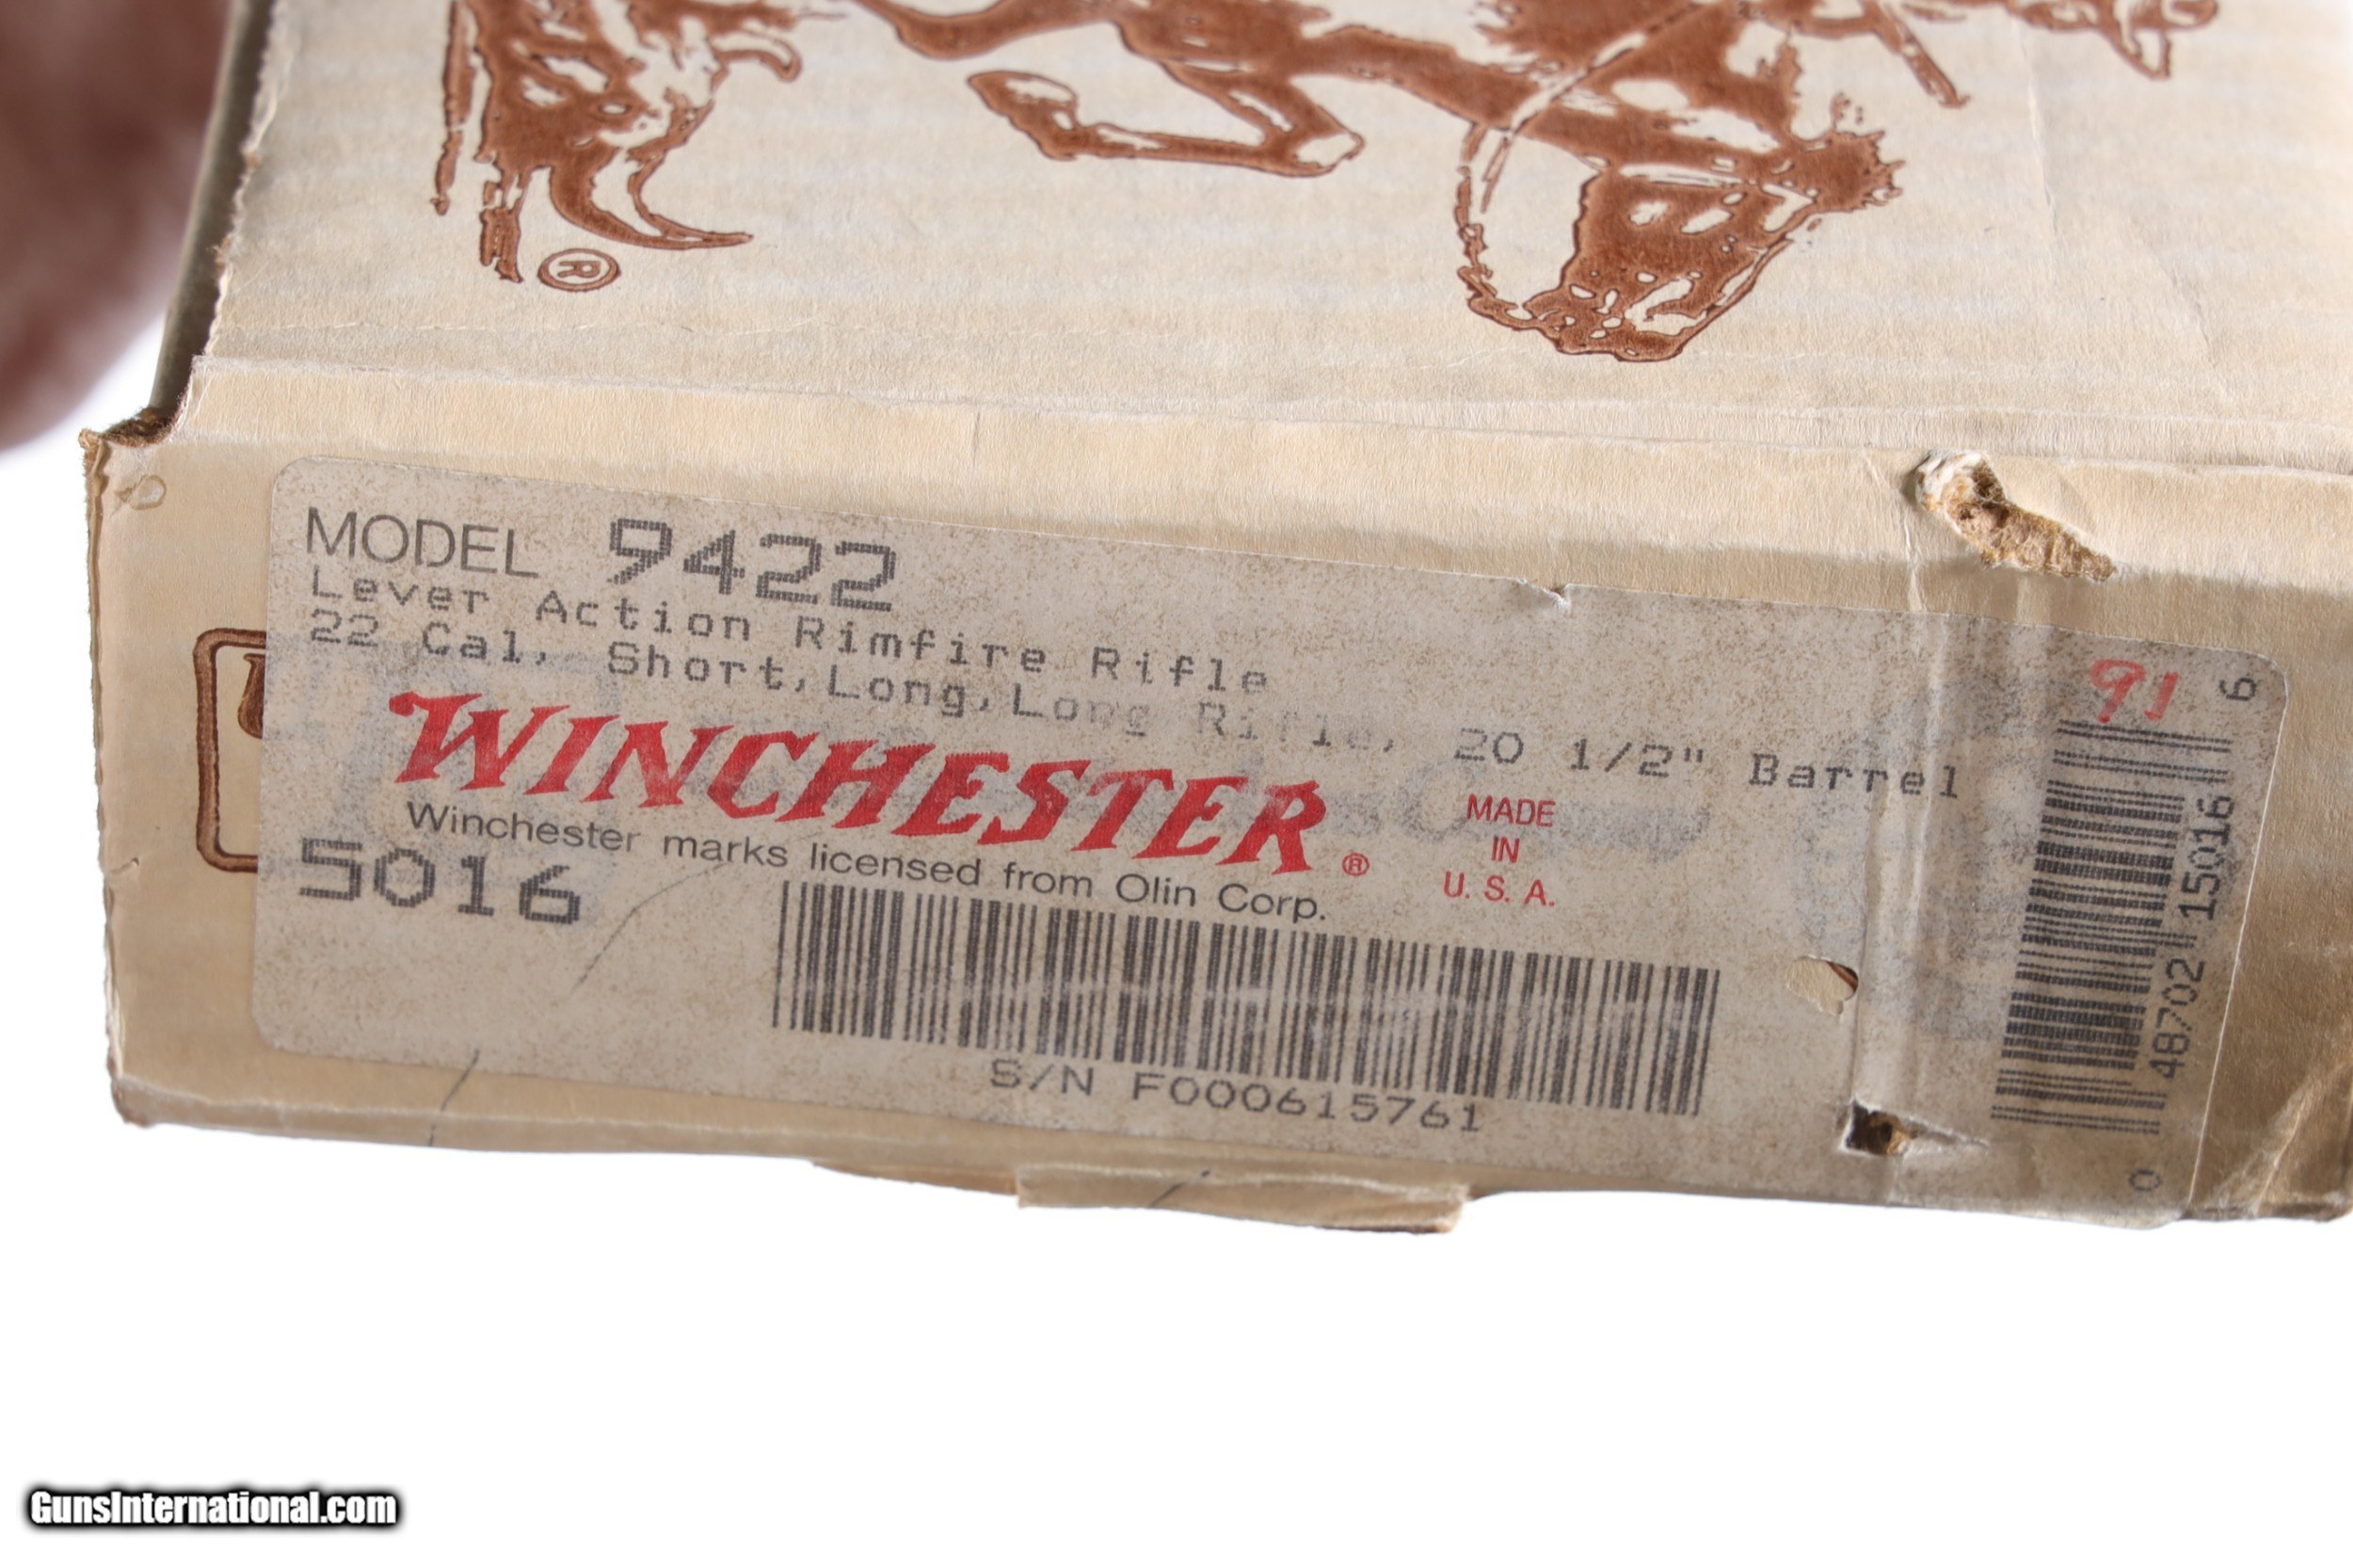 ®
MODEL 9422
Lever Action Rimfire Rifle
22 Cal, Short, Long, Long Rifle, 20 1/2" Barrel
WINCHESTER®
MADE
IN
U. S. A.
Winchester marks licensed from Olin Corp.
5016
S/N F000615761
91
0 48702 15016 6
GunsInternational.com